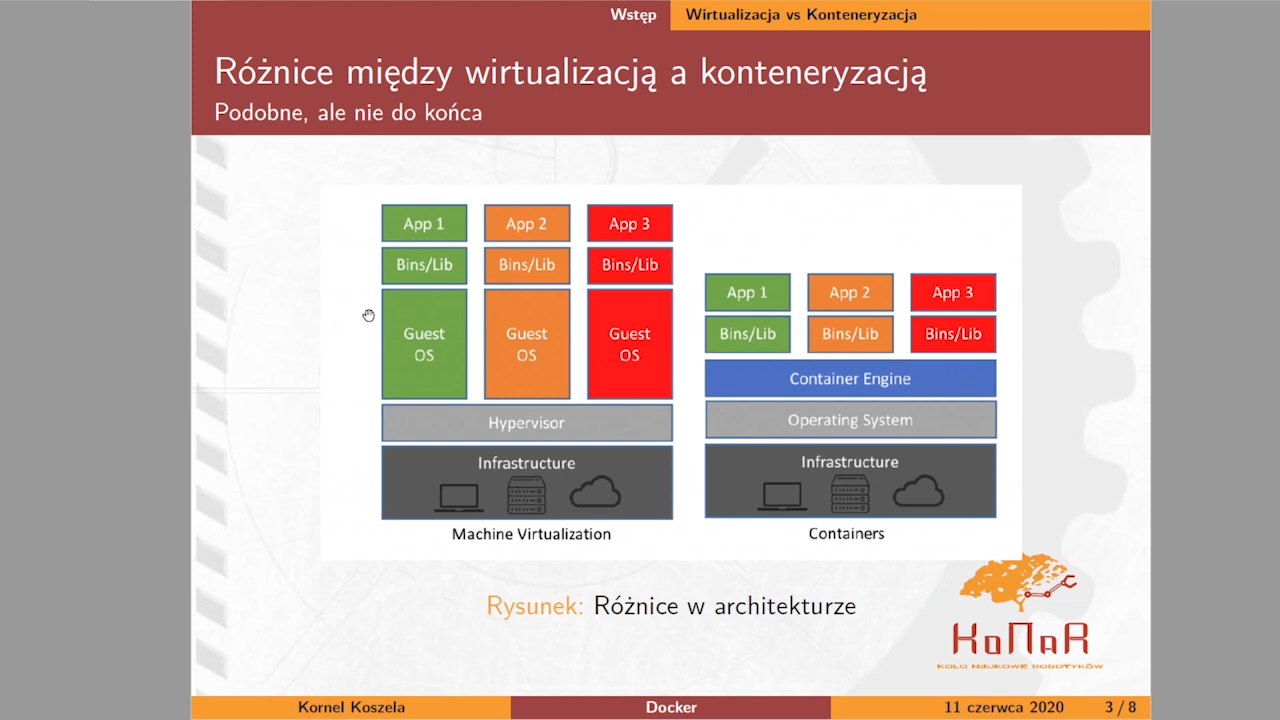 Wstęp Wirtualizacja vs Konteneryzacja
Różnice między wirtualizacją a konteneryzacją
Podobne, ale nie do końca
App 1 App 2 App 3
Bins/Lib Bins/Lib Bins/Lib
Guest OS Guest OS Guest OS
Hypervisor
Infrastructure
Machine Virtualization
App 1 App 2 App 3
Bins/Lib Bins/Lib Bins/Lib
Container Engine
Operating System
Infrastructure
Containers
Rysunek: Różnice w architekturze
KoNaR
KOŁO NAUKOWE ROBOTYKÓW
Kornel Koszela Docker 11 czerwca 2020 3 / 8